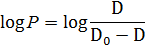 log P = log D / (D₀ − D)